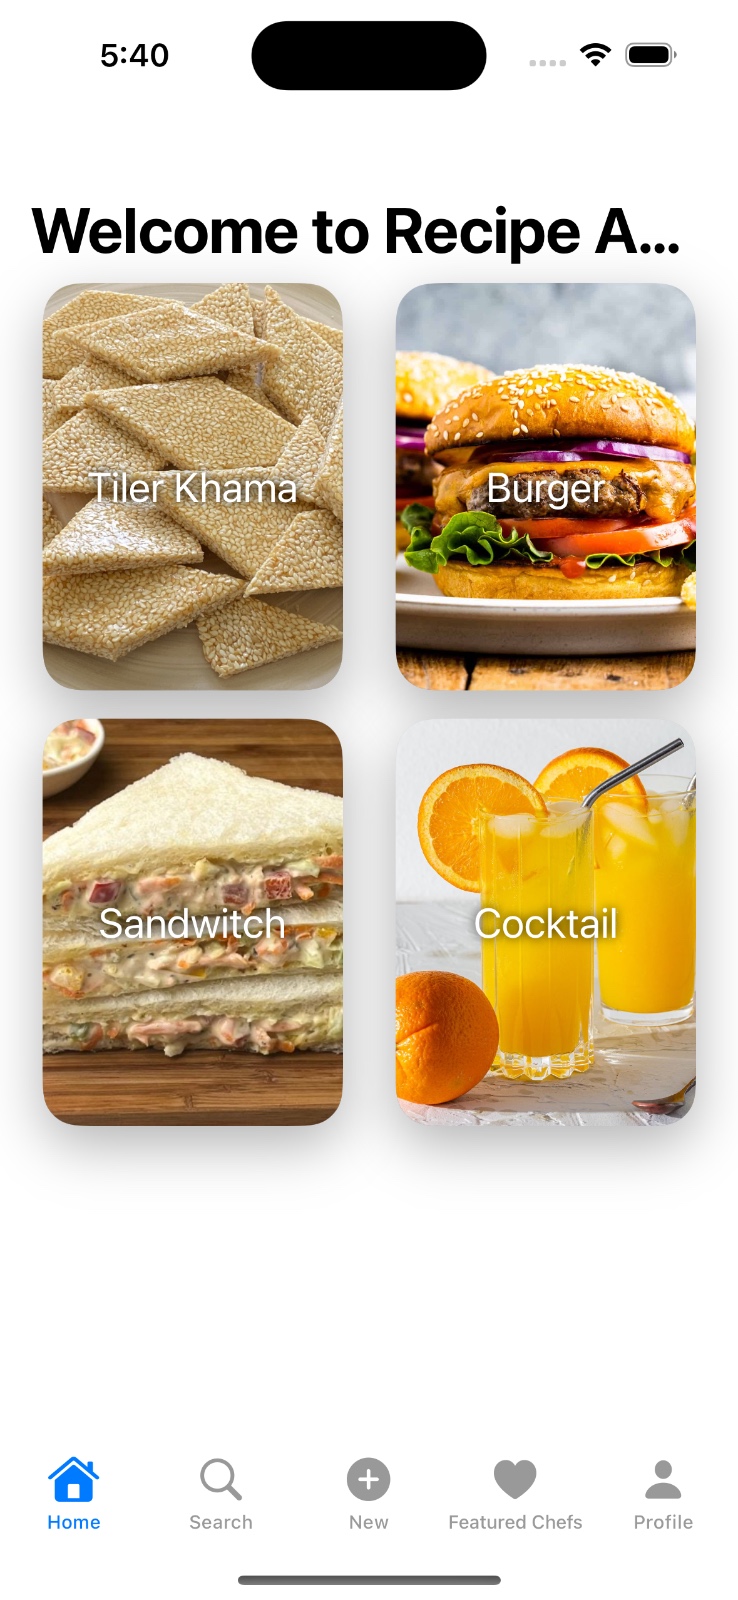 5:40
Welcome to Recipe A...
Tiler Khama
Burger
Sandwitch
Cocktail
Home
Search
New
Featured Chefs
Profile